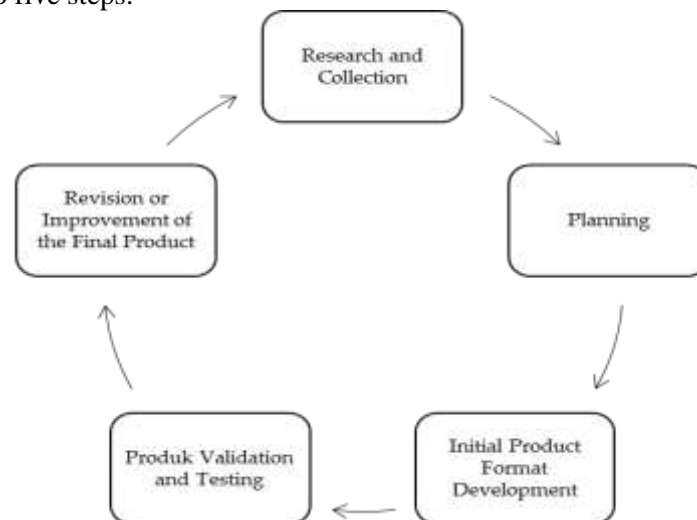 five steps.
Research and
Collection
Planning
Initial Product
Format
Development
Produk Validation
and Testing
Revision or
Improvement of
the Final Product